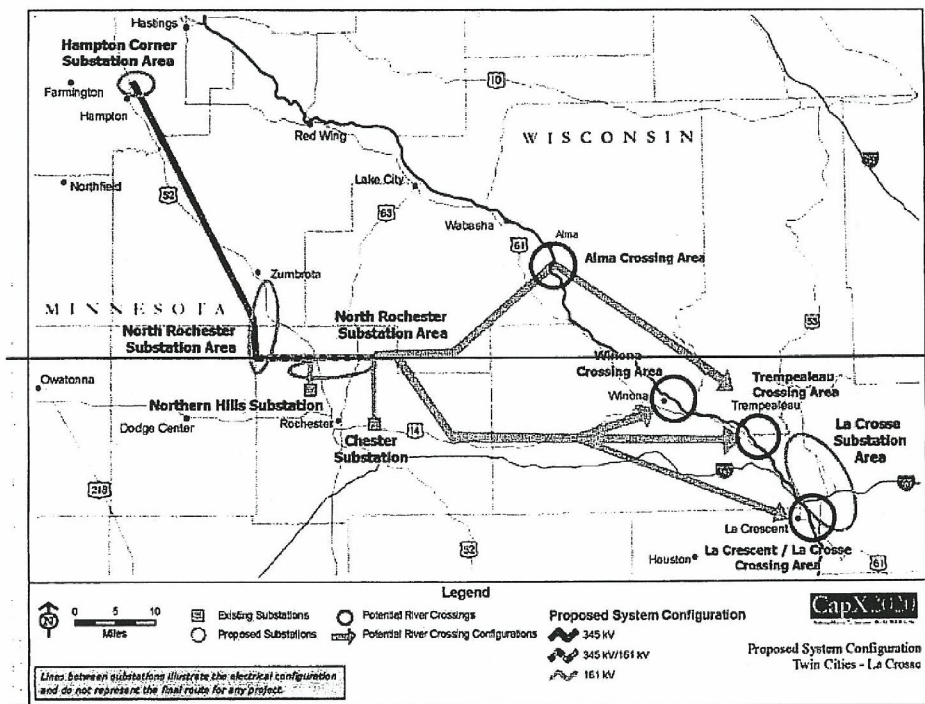 Hastings
Hampton Corner
Substation Area
Farmington
Hampton
10
WISCONSIN
Red Wing
Northfield
52
Lake City
63
Wabasha
61
Alma
Alma Crossing Area
Zumbrota
MINNESOTA
53
North Rochester
Substation Area
North Rochester
Substation Area
Winona
Crossing Area
Owatonna
Trempealeau
Crossing Area
Winona
Trempealeau
Northern Hills Substation
Dodge Center
Rochester
14
La Crosse
Substation
Area
Chester
Substation
218
La Crescent
52
Houston
La Crescent / La Crosse
Crossing Area
61
Legend
N
0 5 10
Miles
Existing Substations
Proposed Substations
Potential River Crossings
Potential River Crossing Configurations
Proposed System Configuration
345 kV
345 kV/161 kV
161 kV
CapX 2020
Proposed System Configuration
Twin Cities - La Crosse
Lines between substations illustrate the electrical configuration
and do not represent the final route for any project.